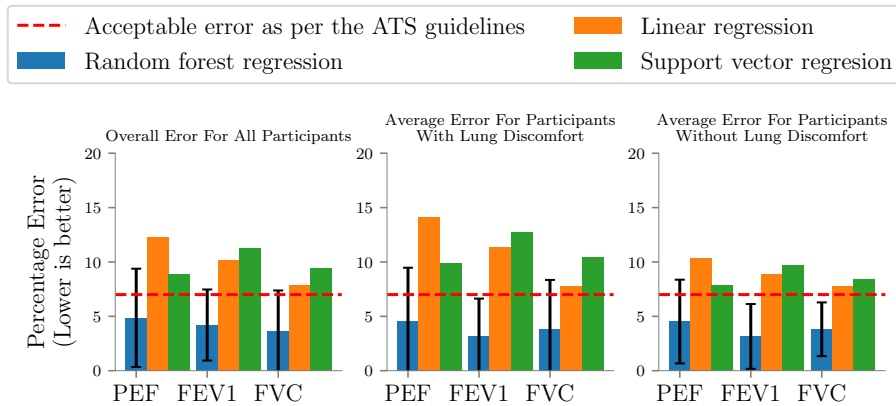 Acceptable error as per the ATS guidelines
Random forest regression
Linear regression
Support vector regresion
Percentage Error
(Lower is better)
Overall Eror For All Participants
20
15
10
5
0
PEF FEV1 FVC
Average Error For Participants
With Lung Discomfort
20
15
10
5
0
PEF FEV1 FVC
Average Error For Participants
Without Lung Discomfort
20
15
10
5
0
PEF FEV1 FVC